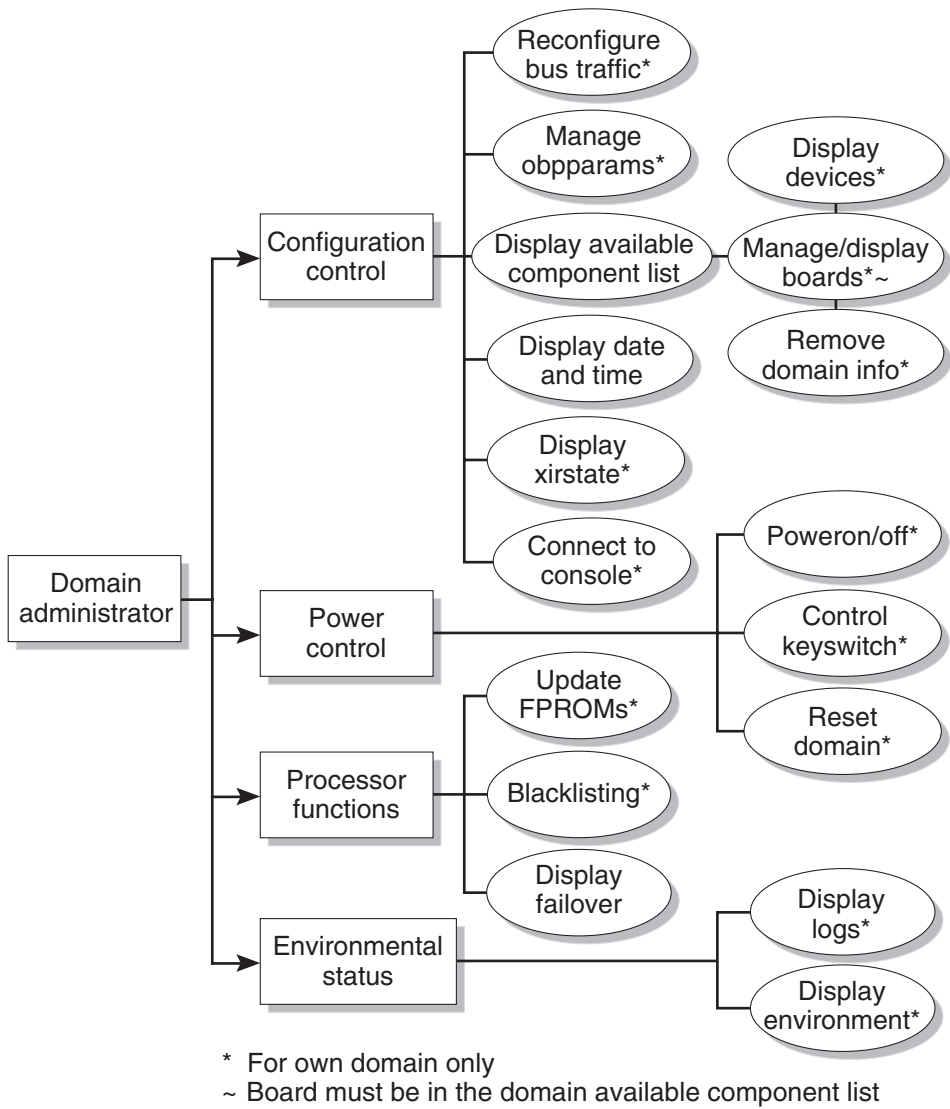 Domain
administrator
Configuration
control
Reconfigure
bus traffic*
Manage
obpparams*
Display available
component list
Display
devices*
Manage/display
boards*~
Remove
domain info*
Display date
and time
Display
xirstate*
Connect to
console*
Power
control
Poweron/off*
Control
keyswitch*
Reset
domain*
Processor
functions
Update
FPROMs*
Blacklisting*
Display
failover
Environmental
status
Display
logs*
Display
environment*
* For own domain only
~ Board must be in the domain available component list